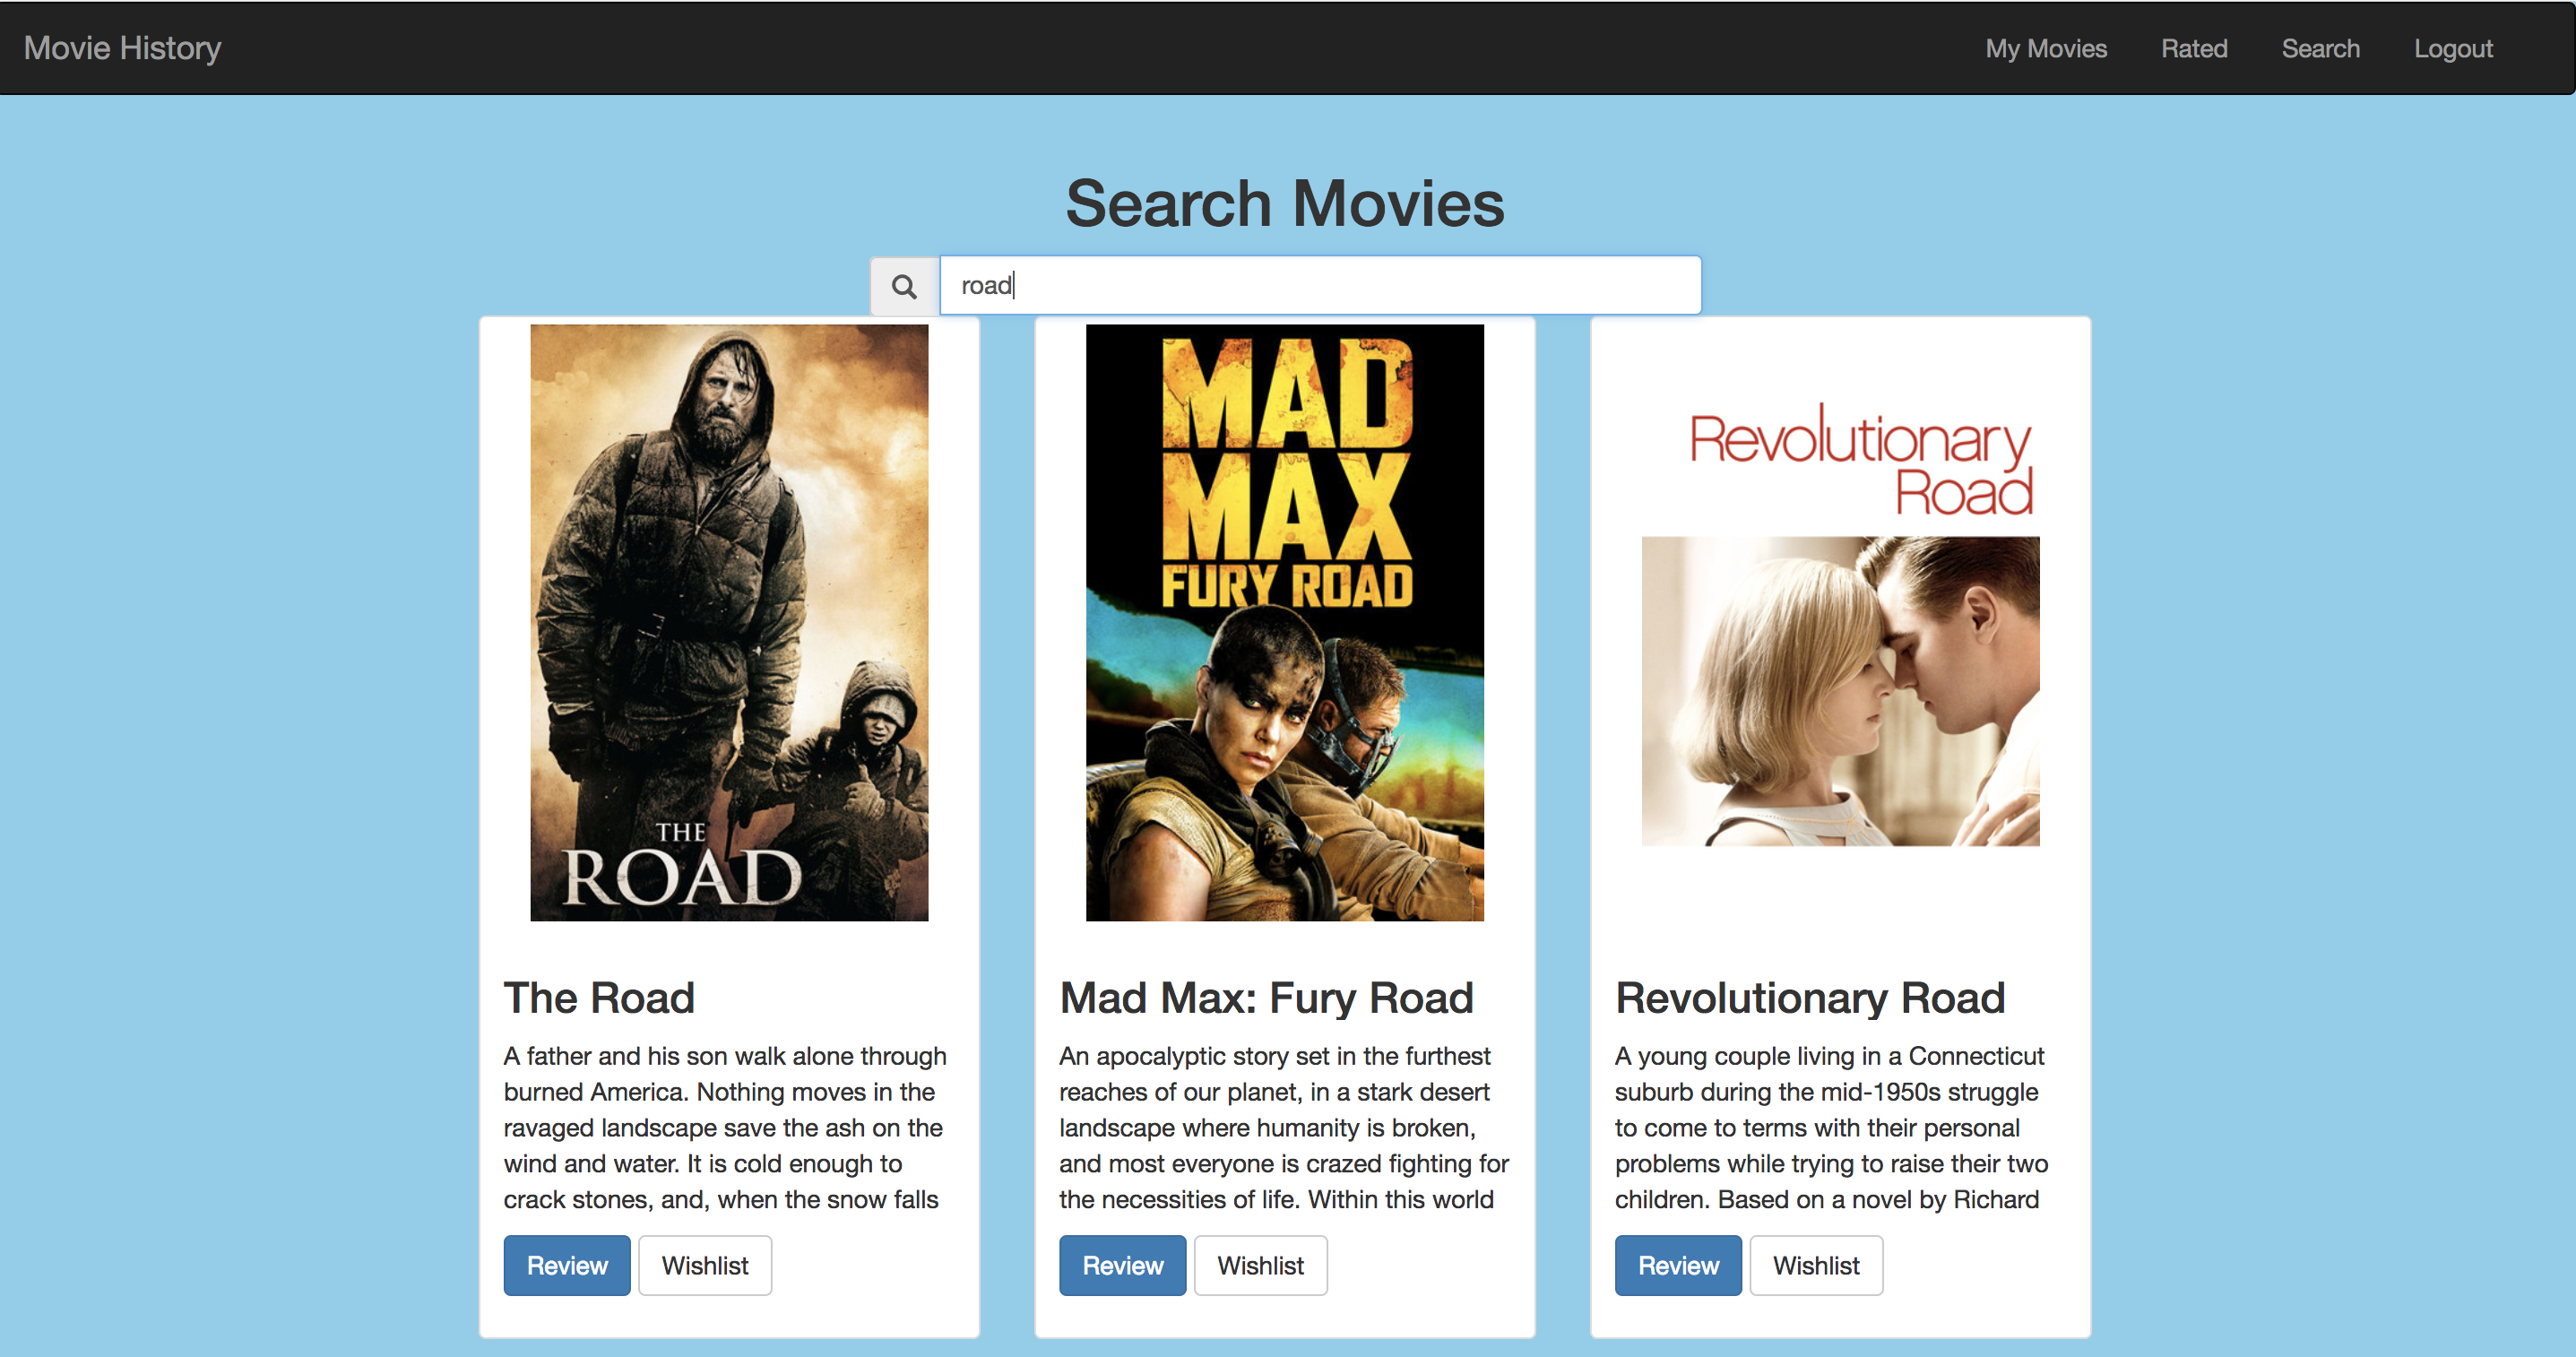 Movie History
My Movies
Rated
Search
Logout
Search Movies
road
THE
ROAD
MAD
MAX
FURY ROAD
Revolutionary
Road
The Road
A father and his son walk alone through
burned America. Nothing moves in the
ravaged landscape save the ash on the
wind and water. It is cold enough to
crack stones, and, when the snow falls
Review
Wishlist
Mad Max: Fury Road
An apocalyptic story set in the furthest
reaches of our planet, in a stark desert
landscape where humanity is broken,
and most everyone is crazed fighting for
the necessities of life. Within this world
Review
Wishlist
Revolutionary Road
A young couple living in a Connecticut
suburb during the mid-1950s struggle
to come to terms with their personal
problems while trying to raise their two
children. Based on a novel by Richard
Review
Wishlist